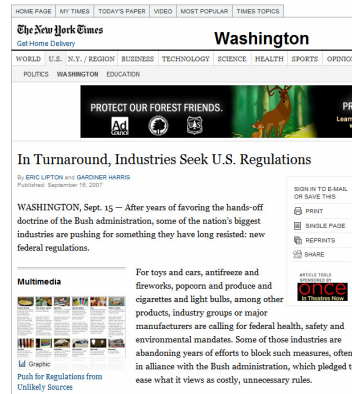 HOME PAGE MY TIMES TODAY'S PAPER VIDEO MOST POPULAR TIMES TOPICS
The New York Times
Get Home Delivery
Washington
WORLD U.S. N.Y. / REGION BUSINESS TECHNOLOGY SCIENCE HEALTH SPORTS OPINIO
POLITICS WASHINGTON EDUCATION
PROTECT OUR FOREST FRIENDS.
PR
Ad Council
Learn
In Turnaround, Industries Seek U.S. Regulations
By ERIC LIPTON and GARDINER HARRIS
Published: September 16, 2007
WASHINGTON, Sept. 15 — After years of favoring the hands-off
doctrine of the Bush administration, some of the nation's biggest
industries are pushing for something they have long resisted: new
federal regulations.
SIGN IN TO E-MAIL
OR SAVE THIS
PRINT
SINGLE PAGE
REPRINTS
SHARE
ARTICLE TOOLS
SPONSORED BY
once
In Theatres Now
Multimedia
Graphic
Push for Regulations from
Unlikely Sources
For toys and cars, antifreeze and
fireworks, popcorn and produce and
cigarettes and light bulbs, among other
products, industry groups or major
manufacturers are calling for federal health, safety and
environmental mandates. Some of those industries are
abandoning years of efforts to block such measures, often
in alliance with the Bush administration, which pledged t
ease what it views as costly, unnecessary rules.